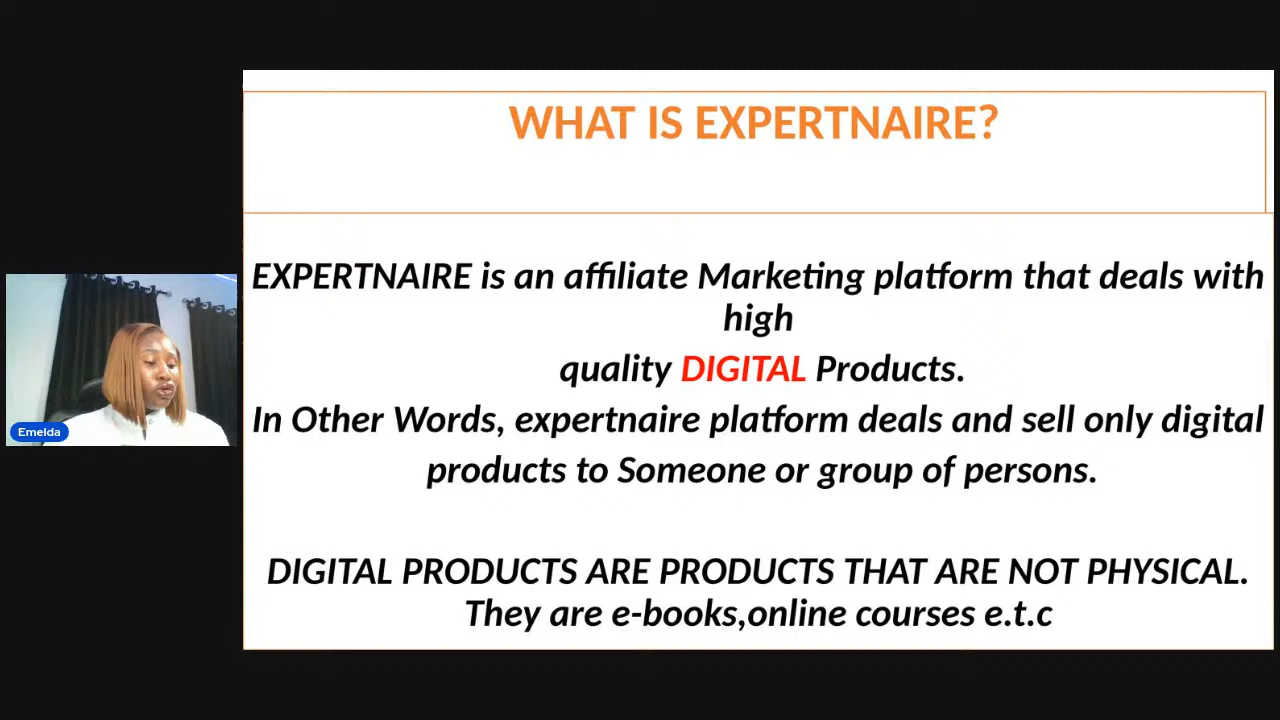 WHAT IS EXPERTNAIRE?
EXPERTNAIRE is an affiliate Marketing platform that deals with
high
quality DIGITAL Products.
In Other Words, expertnaire platform deals and sell only digital
products to Someone or group of persons.
DIGITAL PRODUCTS ARE PRODUCTS THAT ARE NOT PHYSICAL.
They are e-books,online courses e.t.c
Emelda